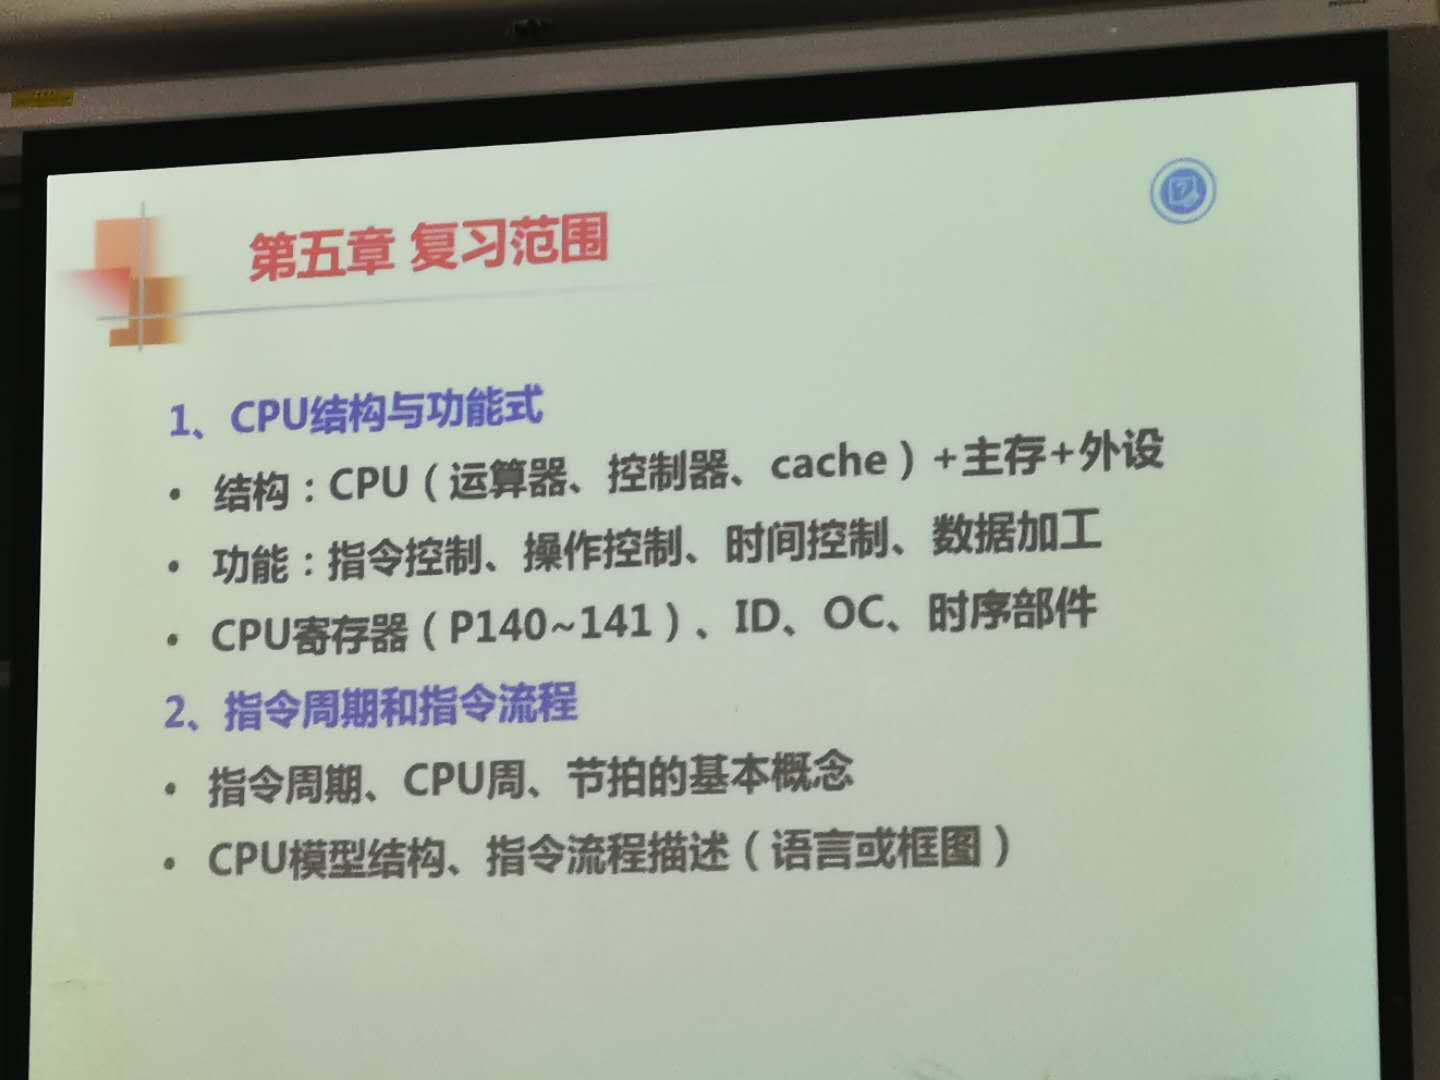 第五章 复习范围
1、CPU结构与功能式
• 结构：CPU（运算器、控制器、cache）+主存+外设
• 功能：指令控制、操作控制、时间控制、数据加工
• CPU寄存器（P140~141）、ID、OC、时序部件
2、指令周期和指令流程
• 指令周期、CPU周、节拍的基本概念
• CPU模型结构、指令流程描述（语言或框图）